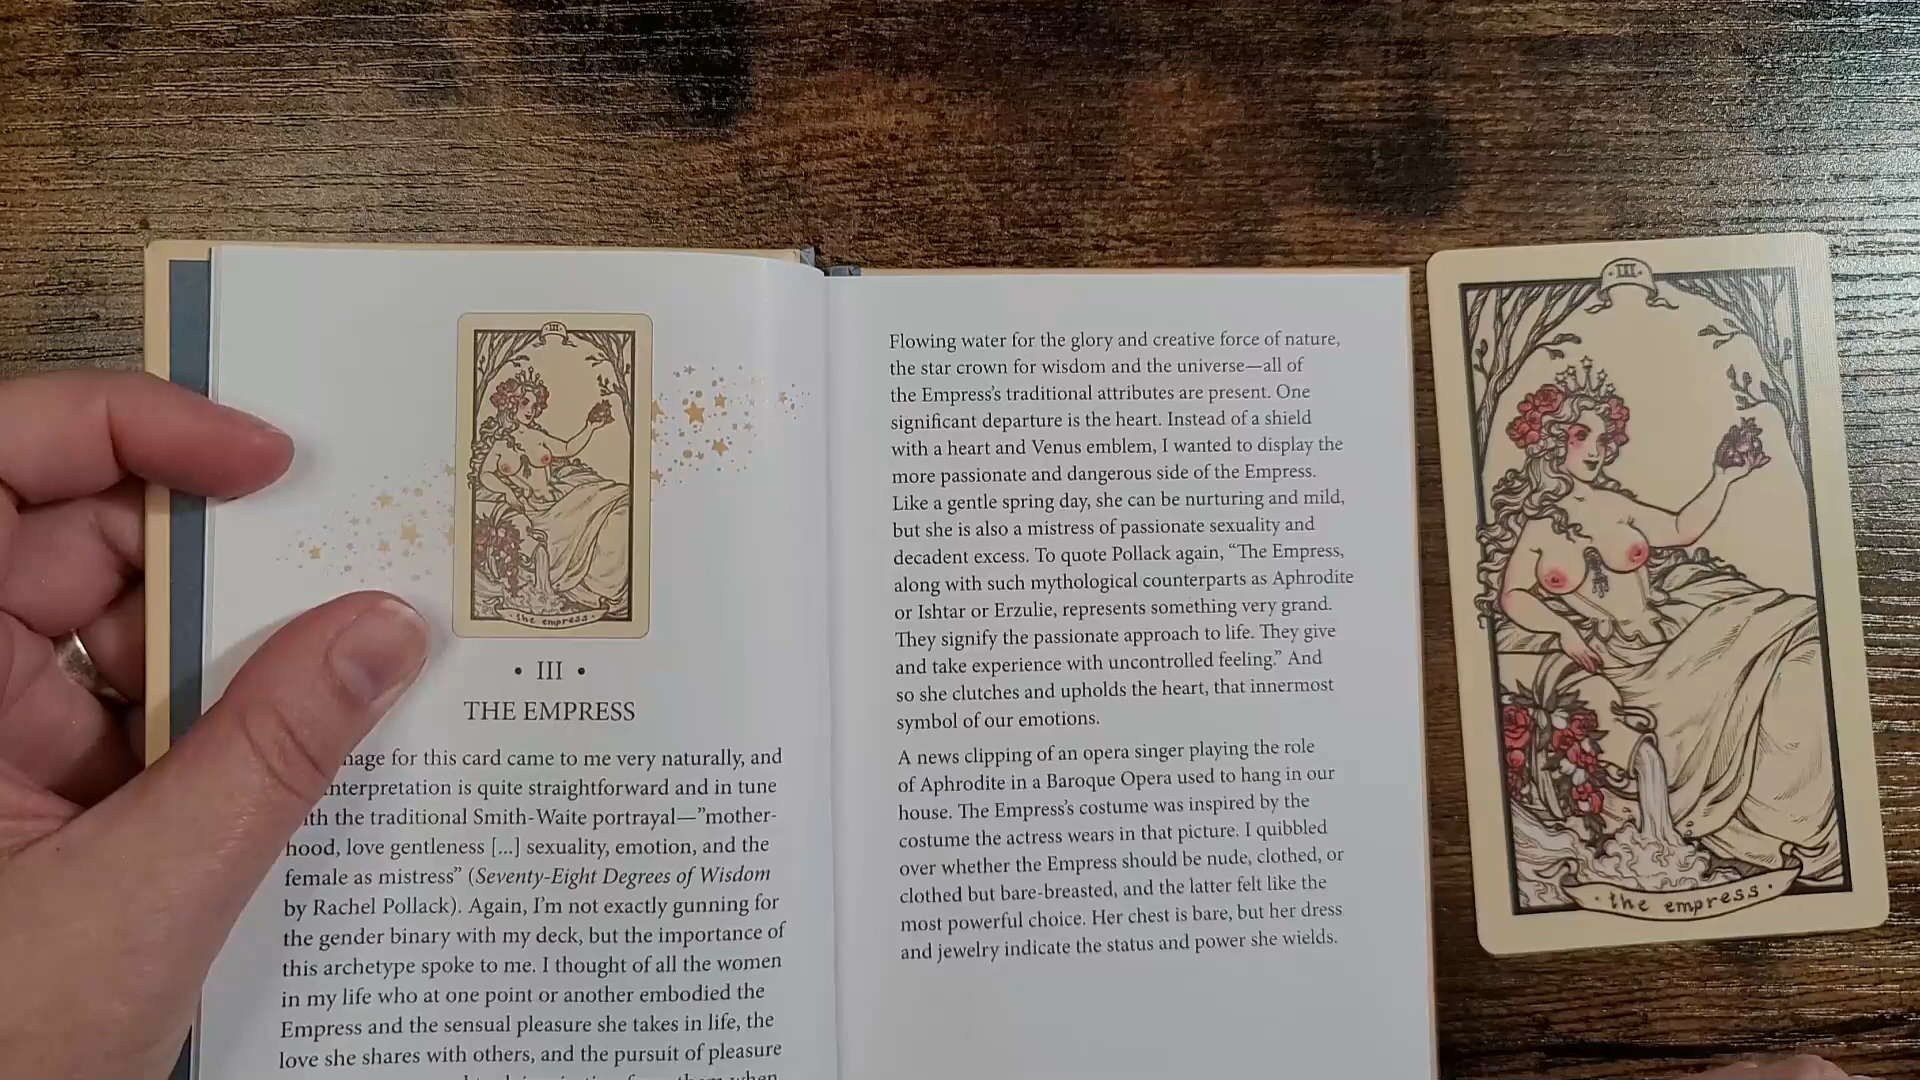 · III ·
· the empress ·
• III •
THE EMPRESS
for this card came to me very naturally, and
is quite straightforward and in tune
the traditional Smith-Waite portrayal—”mother-
hood, love gentleness [...] sexuality, emotion, and the
female as mistress” (Seventy-Eight Degrees of Wisdom
by Rachel Pollack). Again, I’m not exactly gunning for
the gender binary with my deck, but the importance of
this archetype spoke to me. I thought of all the women
in my life who at one point or another embodied the
Empress and the sensual pleasure she takes in life, the
love she shares with others, and the pursuit of pleasure
Flowing water for the glory and creative force of nature,
the star crown for wisdom and the universe—all of
the Empress’s traditional attributes are present. One
significant departure is the heart. Instead of a shield
with a heart and Venus emblem, I wanted to display the
more passionate and dangerous side of the Empress.
Like a gentle spring day, she can be nurturing and mild,
but she is also a mistress of passionate sexuality and
decadent excess. To quote Pollack again, “The Empress,
along with such mythological counterparts as Aphrodite
or Ishtar or Erzulie, represents something very grand.
They signify the passionate approach to life. They give
and take experience with uncontrolled feeling.” And
so she clutches and upholds the heart, that innermost
symbol of our emotions.
A news clipping of an opera singer playing the role
of Aphrodite in a Baroque Opera used to hang in our
house. The Empress’s costume was inspired by the
costume the actress wears in that picture. I quibbled
over whether the Empress should be nude, clothed, or
clothed but bare-breasted, and the latter felt like the
most powerful choice. Her chest is bare, but her dress
and jewelry indicate the status and power she wields.
· III ·
· the empress ·